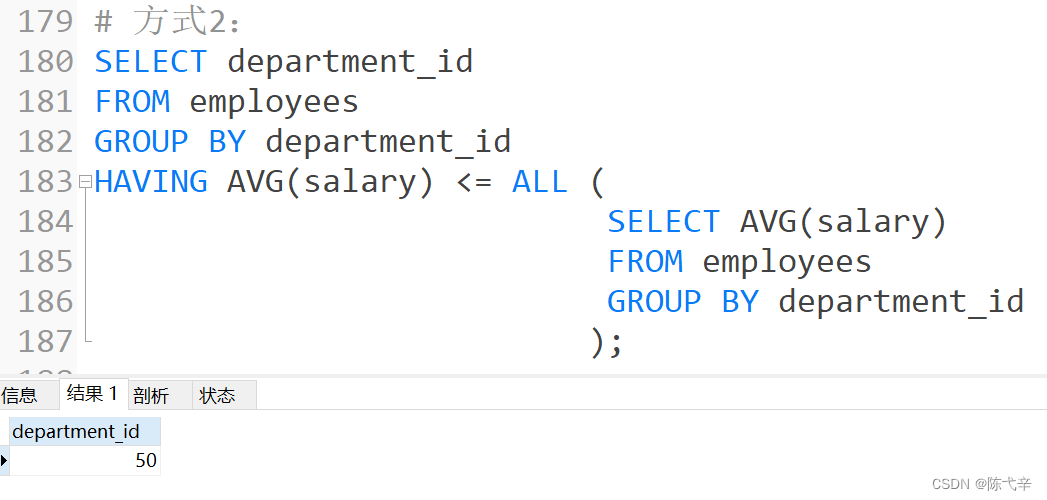 179 # 方式2:
180 SELECT department_id
181 FROM employees
182 GROUP BY department_id
183 HAVING AVG(salary) <= ALL (
184 SELECT AVG(salary)
185 FROM employees
186 GROUP BY department_id
187 );
信息 结果 1 剖析 状态
department_id
50
CSDN @陈弋辛